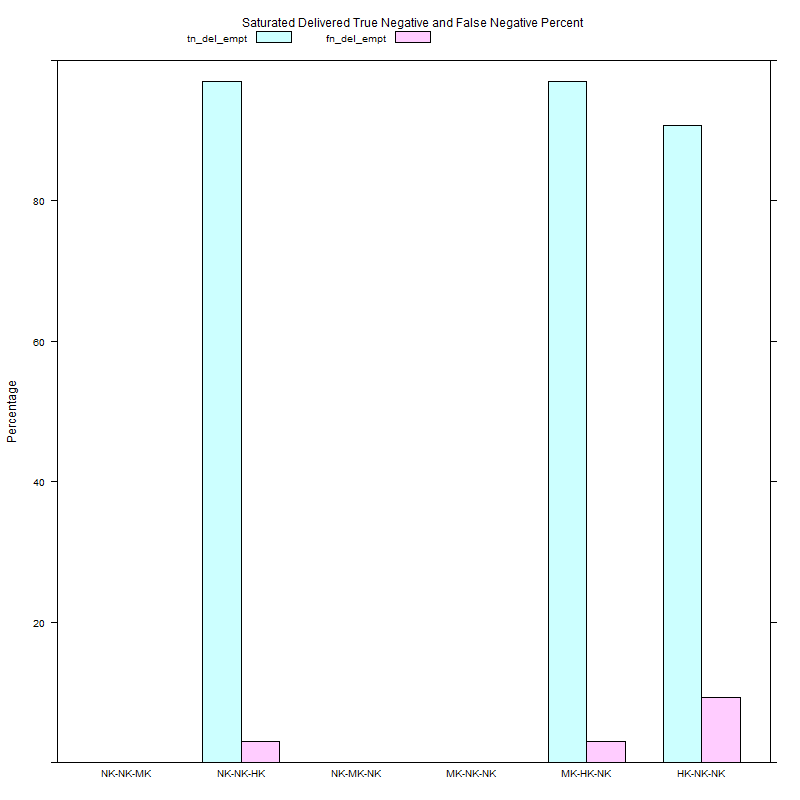 Saturated Delivered True Negative and False Negative Percent
tn_del_empt fn_del_empt
80
60
Percentage
40
20
NK-NK-MK NK-NK-HK NK-MK-NK MK-NK-NK MK-HK-NK HK-NK-NK